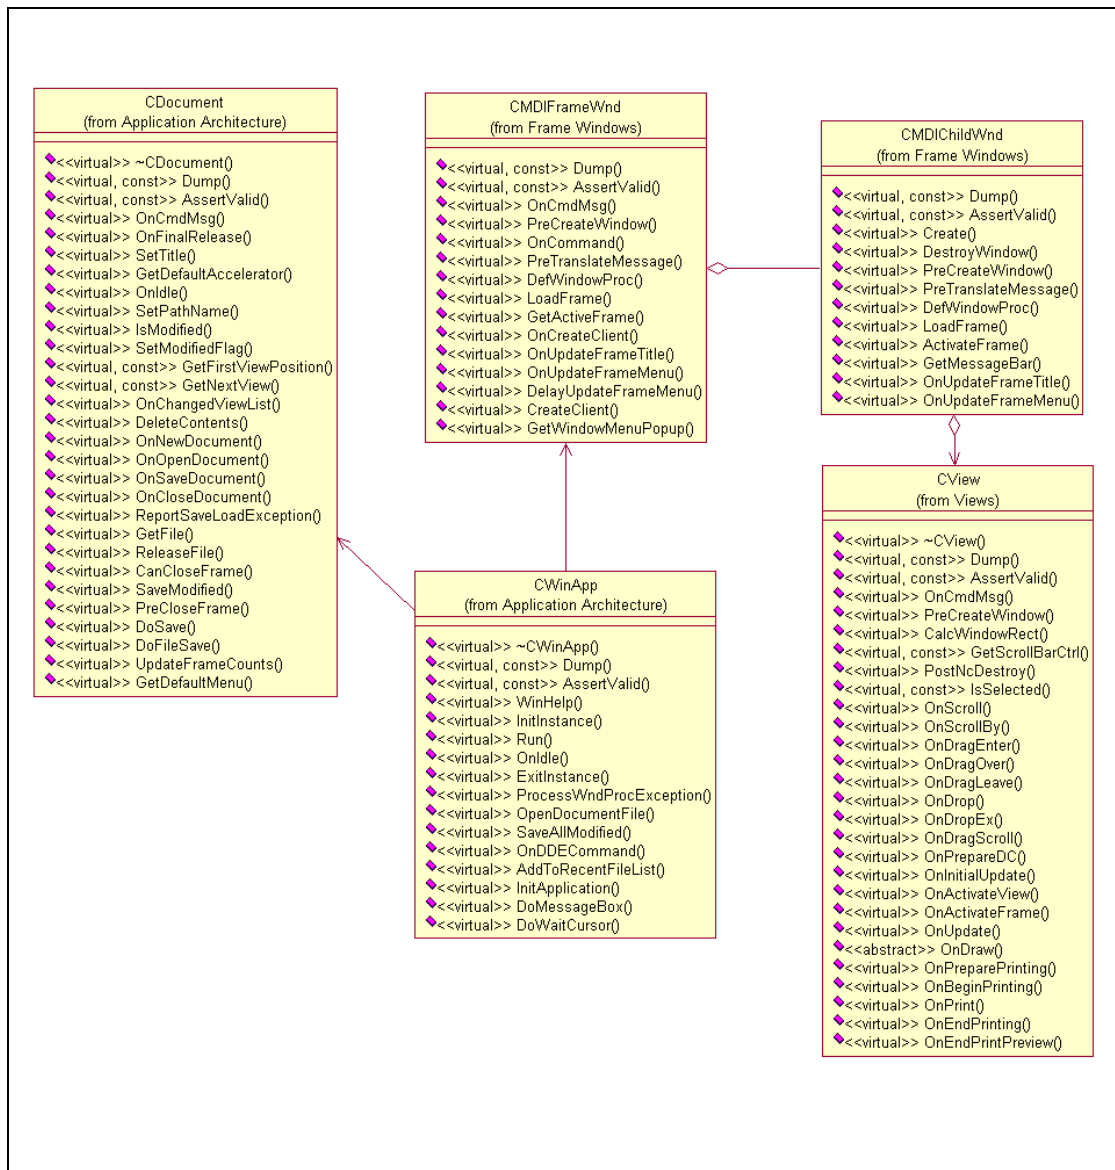 CDocument
(from Application Architecture)
<<virtual>> ~CDocument()
<<virtual, const>> Dump()
<<virtual, const>> AssertValid()
<<virtual>> OnCmdMsg()
<<virtual>> OnFinalRelease()
<<virtual>> SetTitle()
<<virtual>> GetDefaultAccelerator()
<<virtual>> OnIdle()
<<virtual>> SetPathName()
<<virtual>> IsModified()
<<virtual>> SetModifiedFlag()
<<virtual, const>> GetFirstViewPosition()
<<virtual, const>> GetNextView()
<<virtual>> OnChangedViewList()
<<virtual>> DeleteContents()
<<virtual>> OnNewDocument()
<<virtual>> OnOpenDocument()
<<virtual>> OnSaveDocument()
<<virtual>> OnCloseDocument()
<<virtual>> ReportSaveLoadException()
<<virtual>> GetFile()
<<virtual>> ReleaseFile()
<<virtual>> CanCloseFrame()
<<virtual>> SaveModified()
<<virtual>> PreCloseFrame()
<<virtual>> DoSave()
<<virtual>> DoFileSave()
<<virtual>> UpdateFrameCounts()
<<virtual>> GetDefaultMenu()
CMDIFrameWnd
(from Frame Windows)
<<virtual, const>> Dump()
<<virtual, const>> AssertValid()
<<virtual>> OnCmdMsg()
<<virtual>> PreCreateWindow()
<<virtual>> OnCommand()
<<virtual>> PreTranslateMessage()
<<virtual>> DefWindowProc()
<<virtual>> LoadFrame()
<<virtual>> GetActiveFrame()
<<virtual>> OnCreateClient()
<<virtual>> OnUpdateFrameTitle()
<<virtual>> OnUpdateFrameMenu()
<<virtual>> DelayUpdateFrameMenu()
<<virtual>> CreateClient()
<<virtual>> GetWindowMenuPopup()
CMDIChildWnd
(from Frame Windows)
<<virtual, const>> Dump()
<<virtual, const>> AssertValid()
<<virtual>> Create()
<<virtual>> DestroyWindow()
<<virtual>> PreCreateWindow()
<<virtual>> PreTranslateMessage()
<<virtual>> DefWindowProc()
<<virtual>> LoadFrame()
<<virtual>> ActivateFrame()
<<virtual>> GetMessageBar()
<<virtual>> OnUpdateFrameTitle()
<<virtual>> OnUpdateFrameMenu()
CWinApp
(from Application Architecture)
<<virtual>> ~CWinApp()
<<virtual, const>> Dump()
<<virtual, const>> AssertValid()
<<virtual>> WinHelp()
<<virtual>> InitInstance()
<<virtual>> Run()
<<virtual>> OnIdle()
<<virtual>> ExitInstance()
<<virtual>> ProcessWndProcException()
<<virtual>> OpenDocumentFile()
<<virtual>> SaveAllModified()
<<virtual>> OnDDECommand()
<<virtual>> AddToRecentFileList()
<<virtual>> InitApplication()
<<virtual>> DoMessageBox()
<<virtual>> DoWaitCursor()
CView
(from Views)
<<virtual>> ~CView()
<<virtual, const>> Dump()
<<virtual, const>> AssertValid()
<<virtual>> OnCmdMsg()
<<virtual>> PreCreateWindow()
<<virtual>> CalcWindowRect()
<<virtual, const>> GetScrollBarCtrl()
<<virtual>> PostNcDestroy()
<<virtual, const>> IsSelected()
<<virtual>> OnScroll()
<<virtual>> OnScrollBy()
<<virtual>> OnDragEnter()
<<virtual>> OnDragOver()
<<virtual>> OnDragLeave()
<<virtual>> OnDrop()
<<virtual>> OnDropEx()
<<virtual>> OnDragScroll()
<<virtual>> OnPrepareDC()
<<virtual>> OnInitialUpdate()
<<virtual>> OnActivateView()
<<virtual>> OnActivateFrame()
<<virtual>> OnUpdate()
<<abstract>> OnDraw()
<<virtual>> OnPreparePrinting()
<<virtual>> OnBeginPrinting()
<<virtual>> OnPrint()
<<virtual>> OnEndPrinting()
<<virtual>> OnEndPrintPreview()